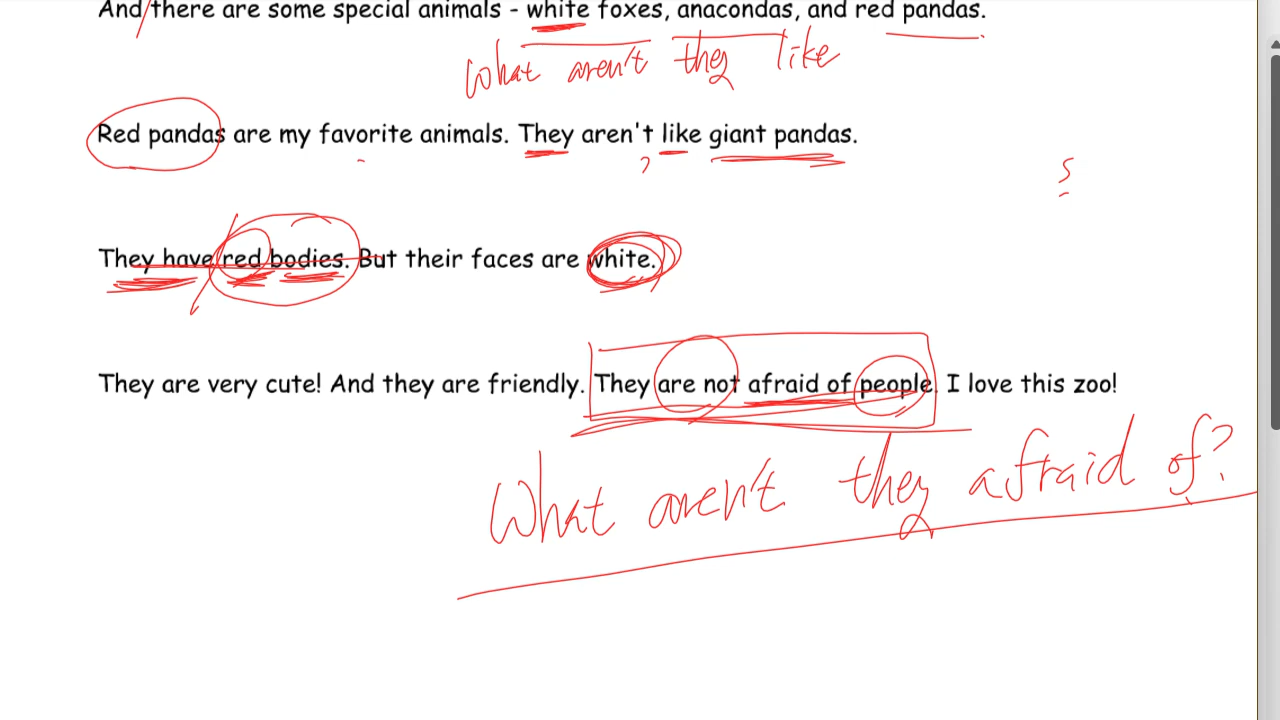 And there are some special animals - white foxes, anacondas, and red pandas.
What aren't they like
Red pandas are my favorite animals. They aren't like giant pandas.
?
S
They have red bodies. But their faces are white.
They are very cute! And they are friendly. They are not afraid of people. I love this zoo!
What aren't they afraid of?